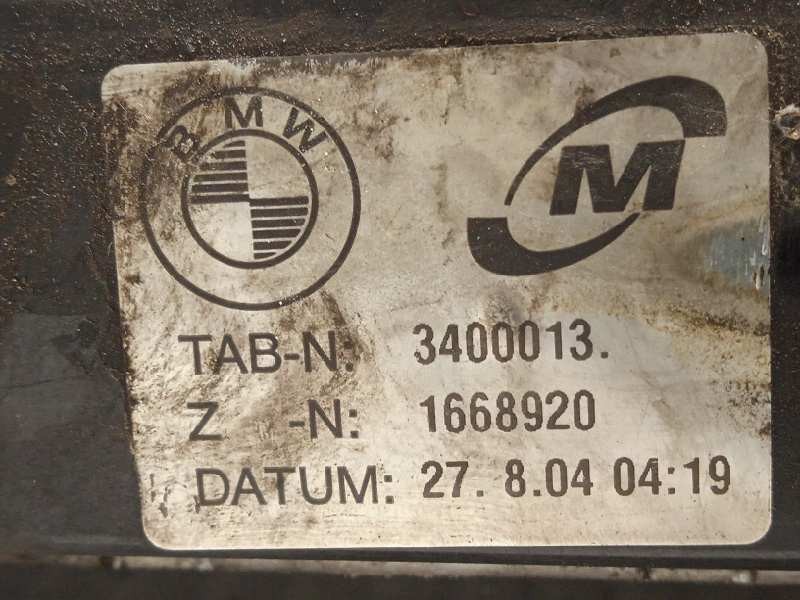 BMW
M
TAB-N: 3400013.
Z -N: 1668920
DATUM: 27. 8.04 04:19